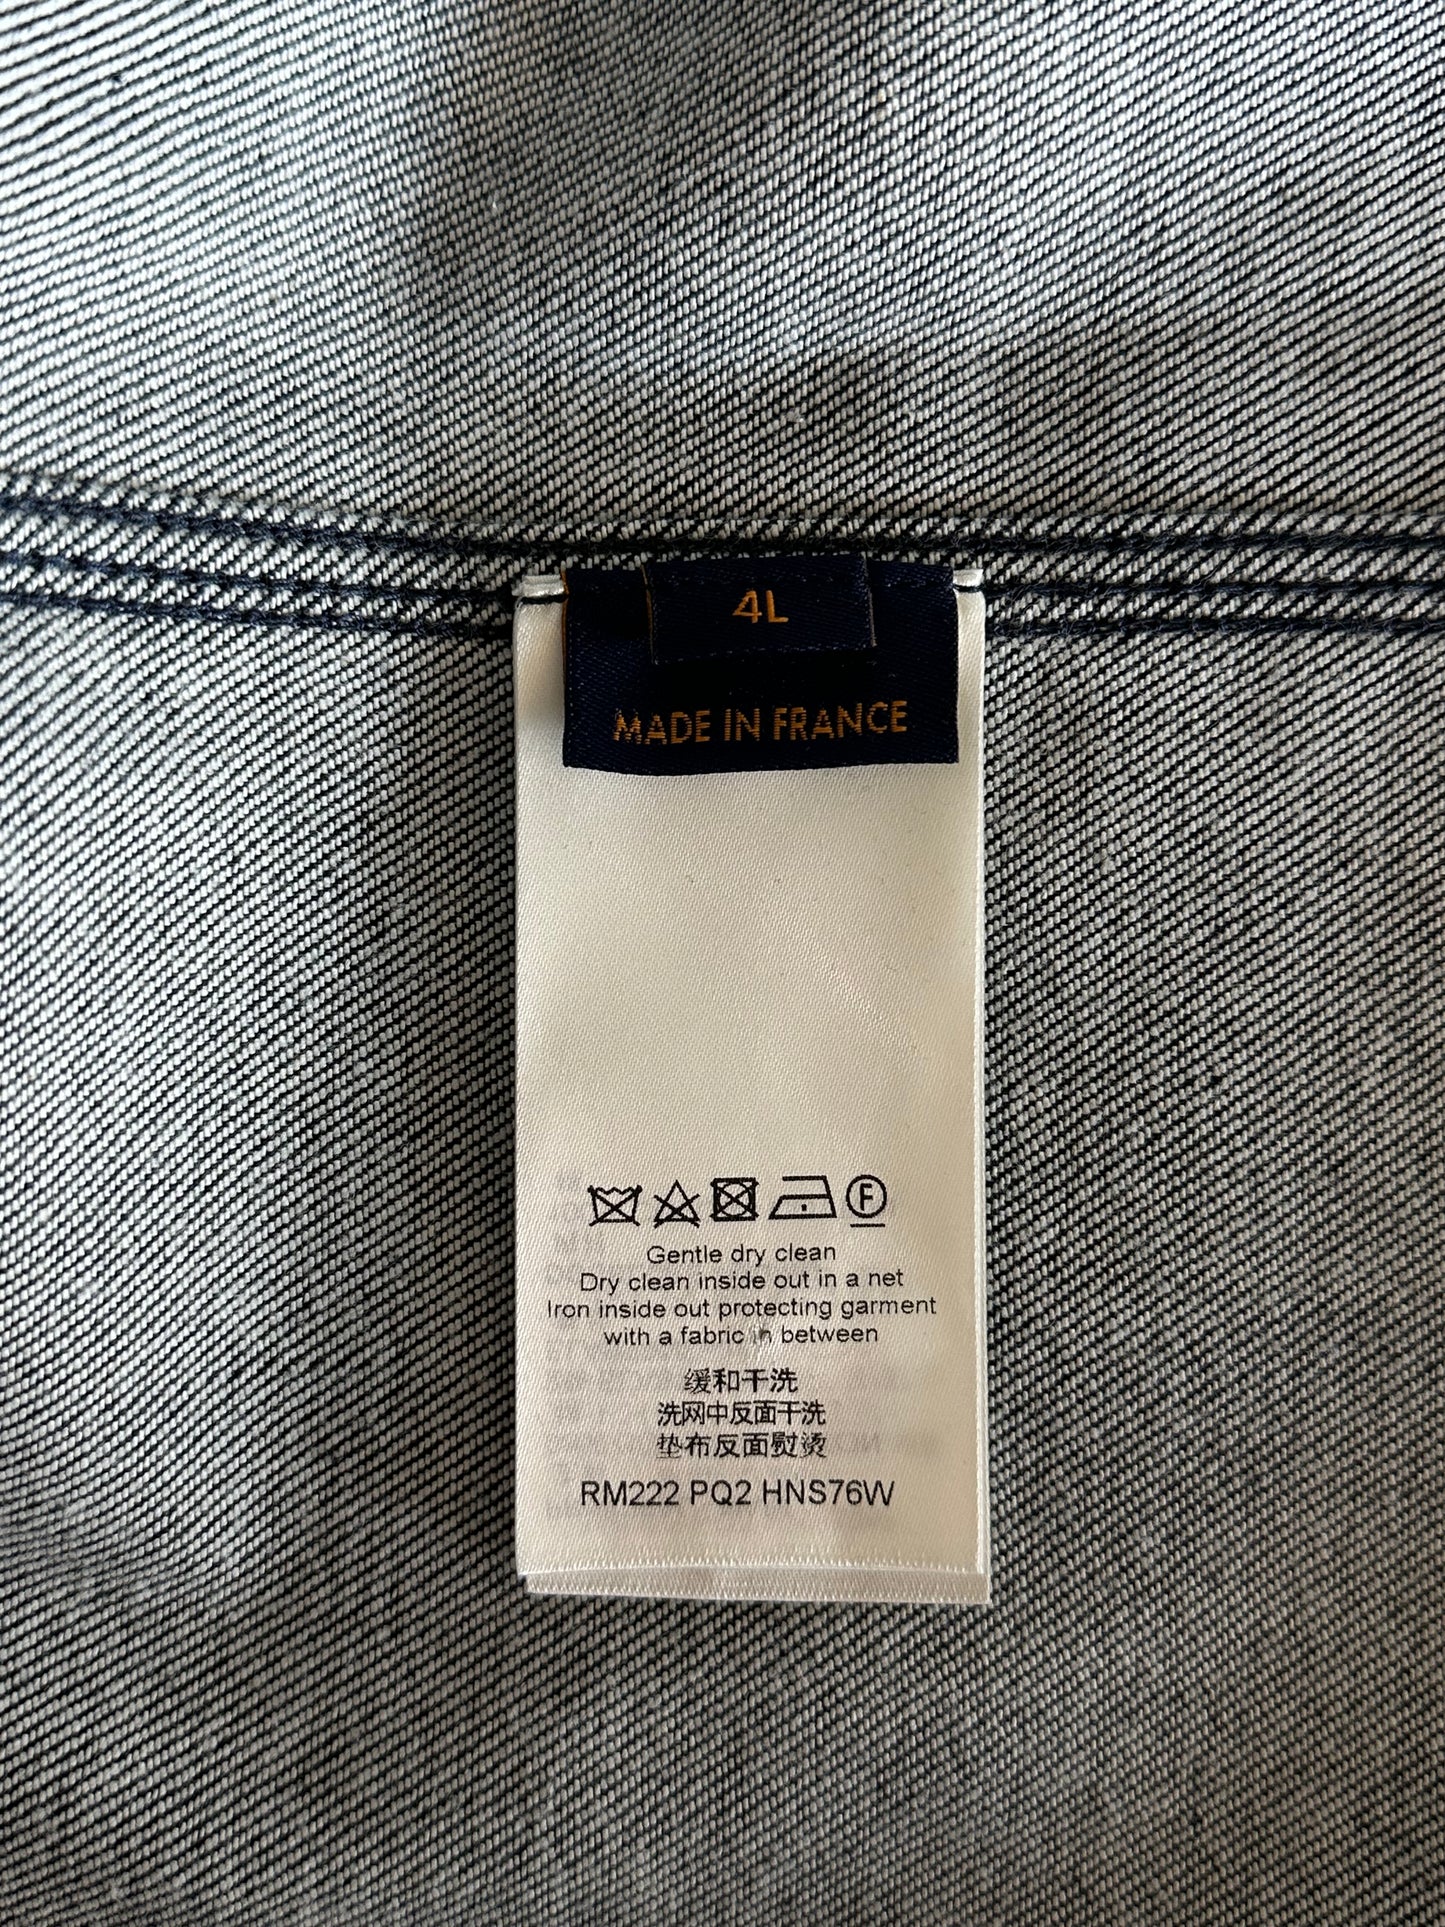 4L
MADE IN FRANCE
F
Gentle dry clean
Dry clean inside out in a net
Iron inside out protecting garment
with a fabric in between
缓和干洗
洗网中反面干洗
垫布反面熨烫
RM222 PQ2 HNS76W